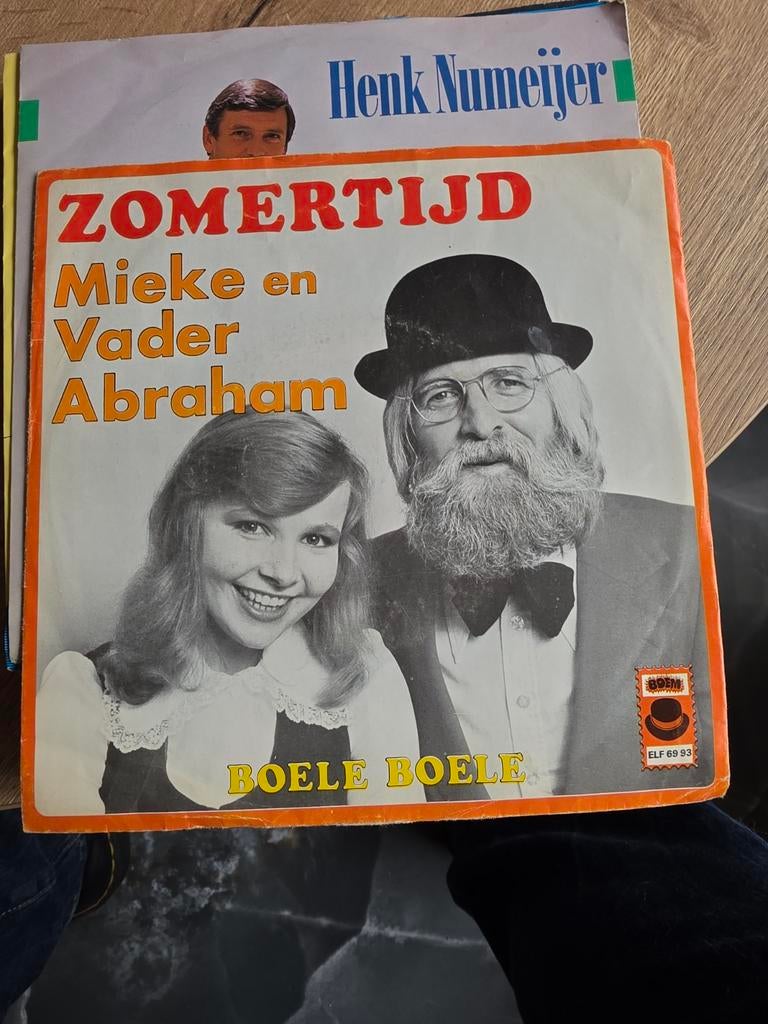 Henk Numeijer
ZOMERTIJD
Mieke en
Vader
Abraham
BOELE BOELE
BOEM
ELF 69 93